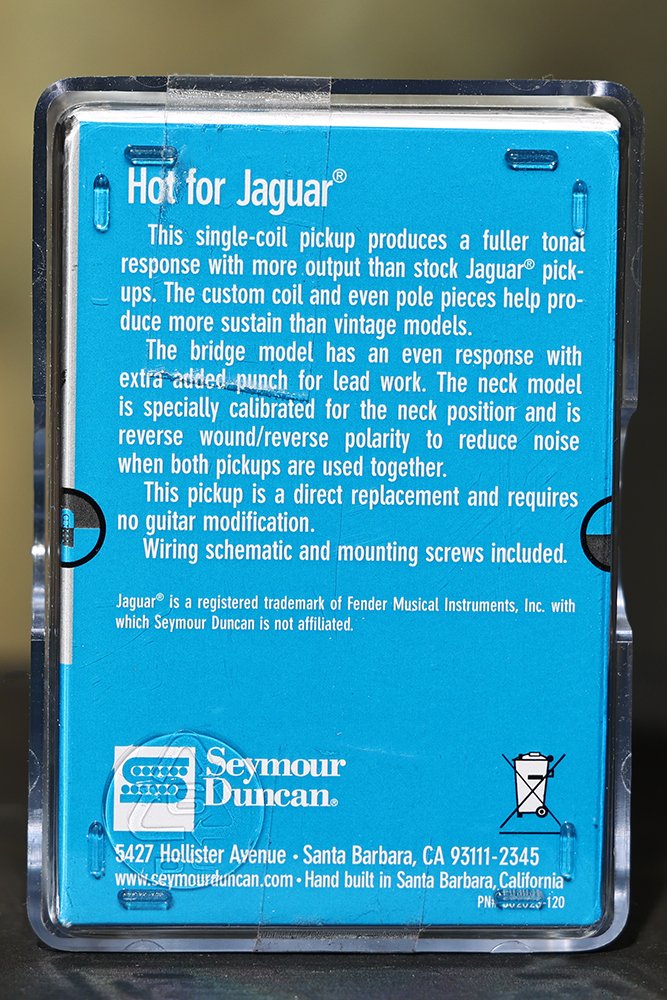 Hot for Jaguar®
This single-coil pickup produces a fuller tonal
response with more output than stock Jaguar® pick-
ups. The custom coil and even pole pieces help pro-
duce more sustain than vintage models.
The bridge model has an even response with
extra added punch for lead work. The neck model
is specially calibrated for the neck position and is
reverse wound/reverse polarity to reduce noise
when both pickups are used together.
This pickup is a direct replacement and requires
no guitar modification.
Wiring schematic and mounting screws included.
Jaguar® is a registered trademark of Fender Musical Instruments, Inc. with
which Seymour Duncan is not affiliated.
Seymour
Duncan®
5427 Hollister Avenue • Santa Barbara, CA 93111-2345
www.seymourduncan.com • Hand built in Santa Barbara, California
PN#